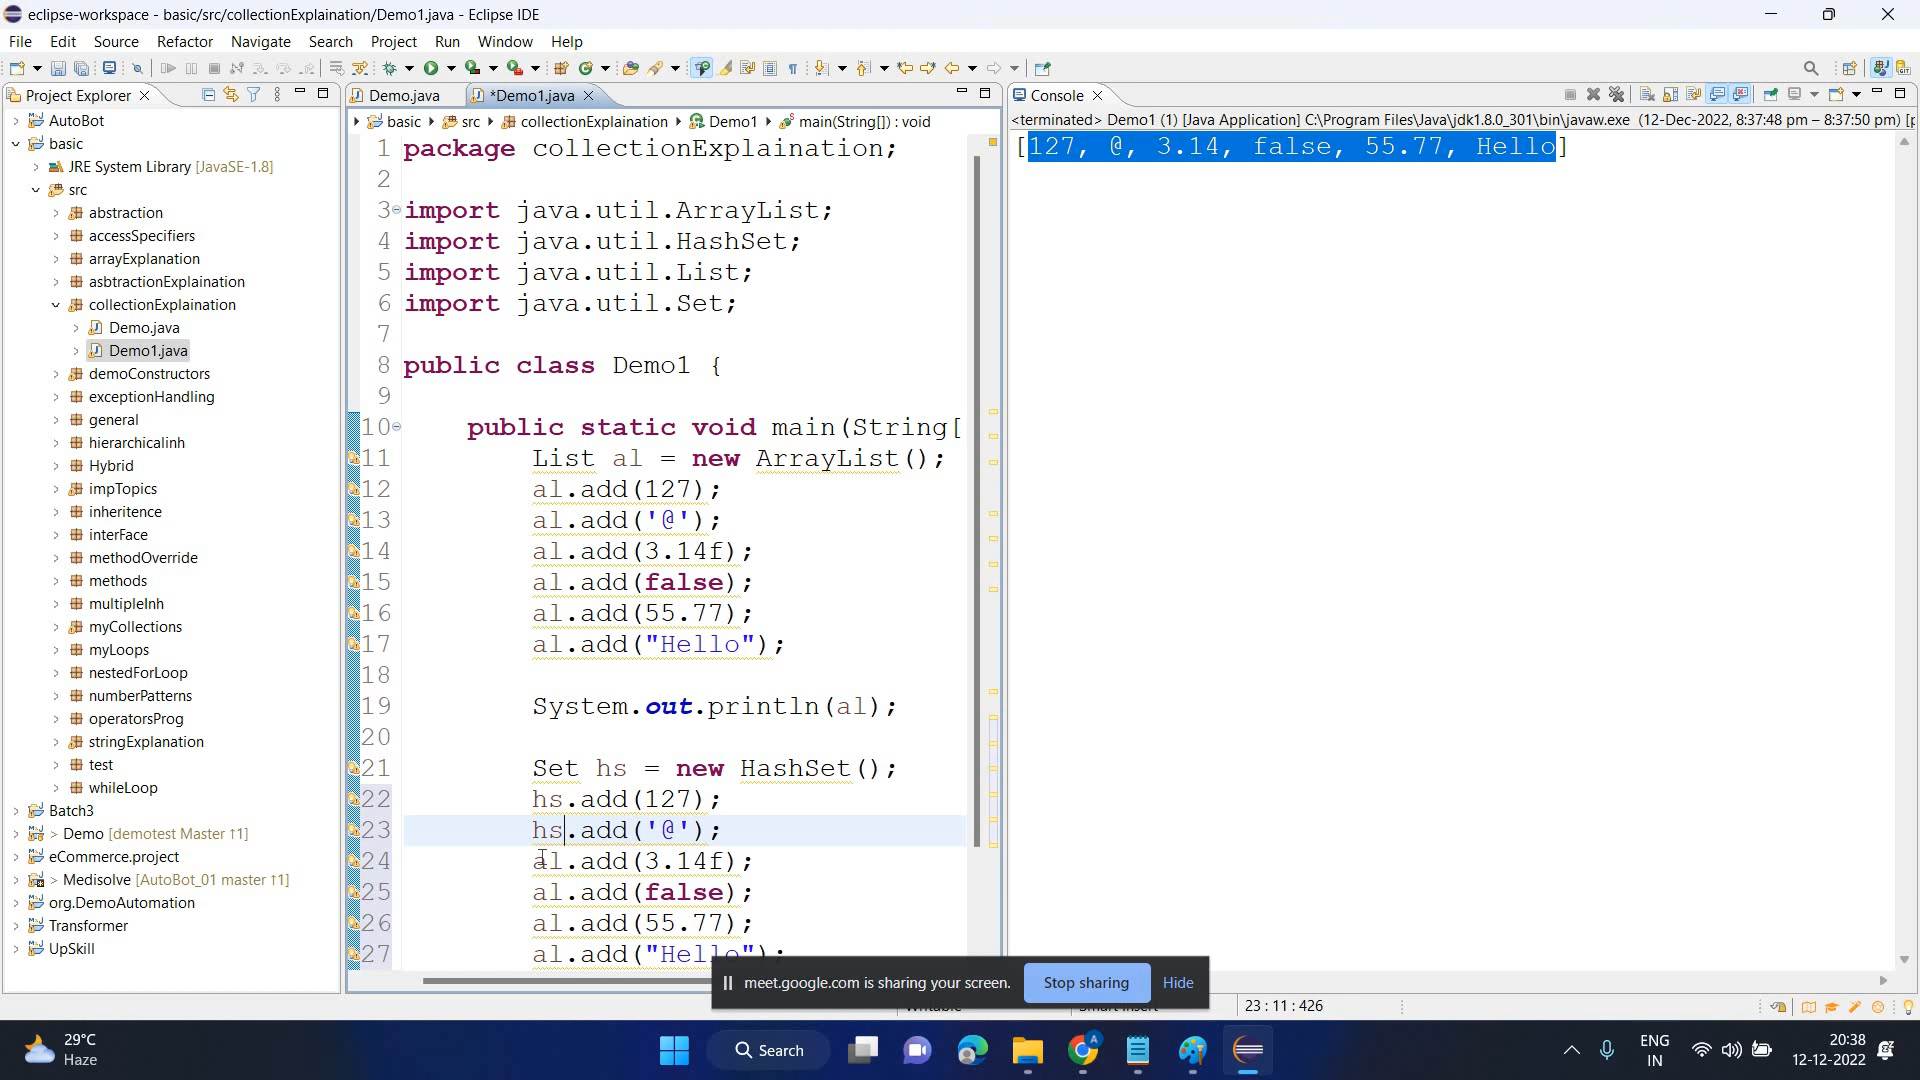 eclipse-workspace - basic/src/collectionExplaination/Demo1.java - Eclipse IDE
File Edit Source Refactor Navigate Search Project Run Window Help
Project Explorer
Demo.java
*Demo1.java
Console
AutoBot
basic
JRE System Library [JavaSE-1.8]
src
abstraction
accessSpecifiers
arrayExplanation
asbtractionExplaination
collectionExplaination
Demo.java
Demo1.java
demoConstructors
exceptionHandling
general
hierarchicalinh
Hybrid
impTopics
inheritence
interFace
methodOverride
methods
multipleInh
myCollections
myLoops
nestedForLoop
numberPatterns
operatorsProg
stringExplanation
test
whileLoop
Batch3
> Demo [demotest Master ↑1]
eCommerce.project
> Medisolve [AutoBot_01 master ↑1]
org.DemoAutomation
Transformer
UpSkill
basic src collectionExplaination Demo1 main(String[]) : void
1 package collectionExplaination;
2
3 import java.util.ArrayList;
4 import java.util.HashSet;
5 import java.util.List;
6 import java.util.Set;
7
8 public class Demo1 {
9
10 public static void main(String[
11 List al = new ArrayList();
12 al.add(127);
13 al.add('@');
14 al.add(3.14f);
15 al.add(false);
16 al.add(55.77);
17 al.add("Hello");
18
19 System.out.println(al);
20
21 Set hs = new HashSet();
22 hs.add(127);
23 hs.add('@');
24 al.add(3.14f);
25 al.add(false);
26 al.add(55.77);
27 al.add("Hello");
<terminated> Demo1 (1) [Java Application] C:\Program Files\Java\jdk1.8.0_301\bin\javaw.exe (12-Dec-2022, 8:37:48 pm – 8:37:50 pm)
[127, @, 3.14, false, 55.77, Hello]
meet.google.com is sharing your screen.
Stop sharing
Hide
23 : 11 : 426
29°C
Haze
Search
ENG
IN
20:38
12-12-2022